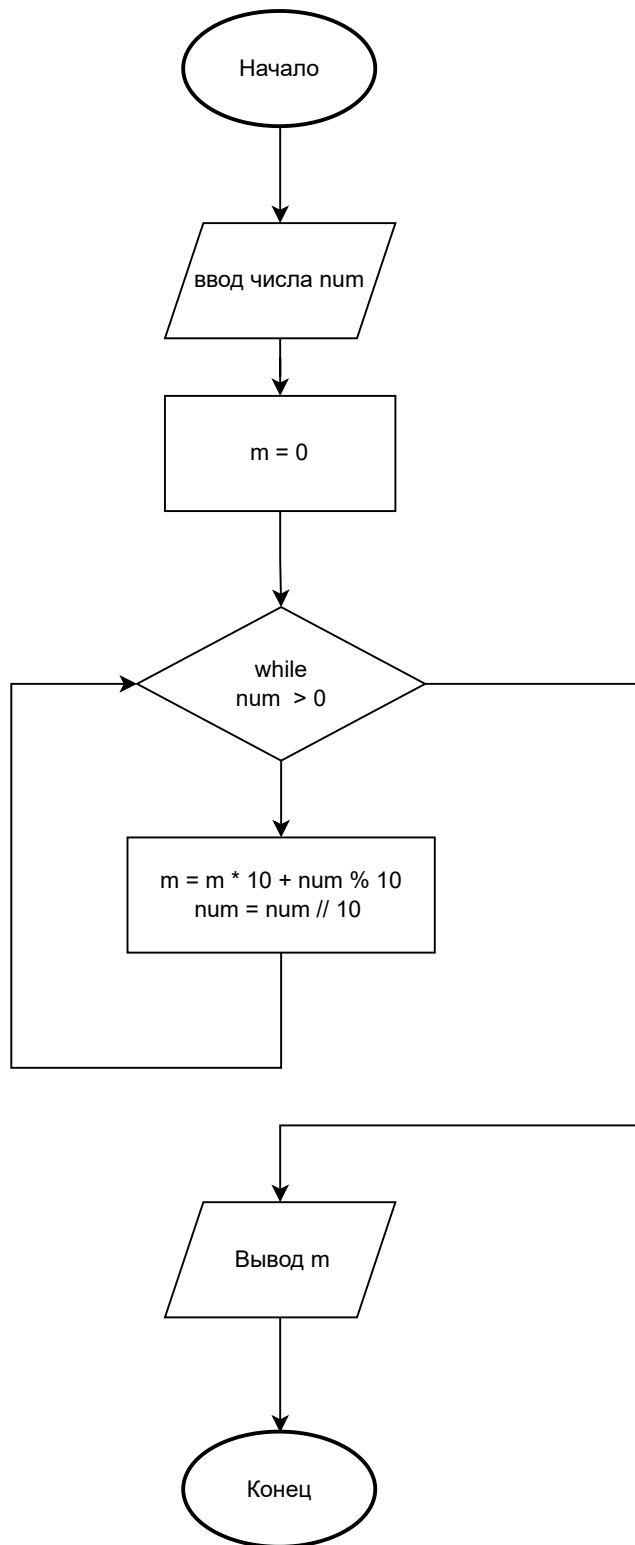 Начало
ввод числа num
m = 0
while
num  > 0
m = m * 10 + num % 10
num = num // 10
Вывод m
Конец